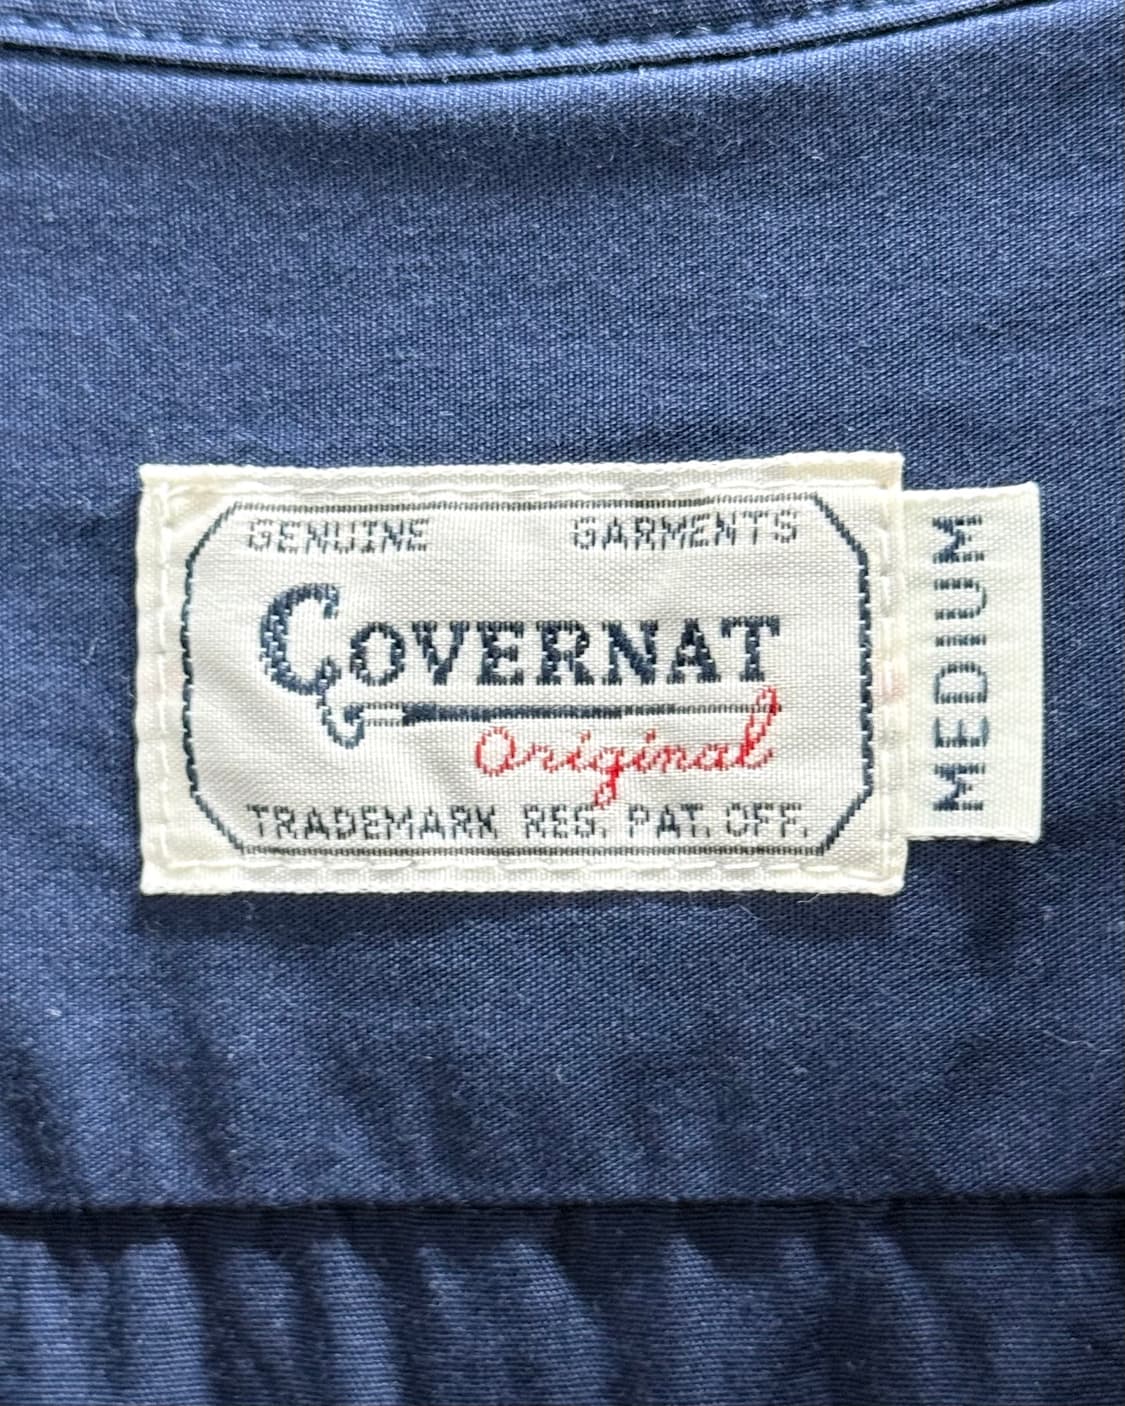 GENUINE GARMENTS
COVERNAT
Original
TRADEMARK REG. PAT. OFF.
MEDIUM